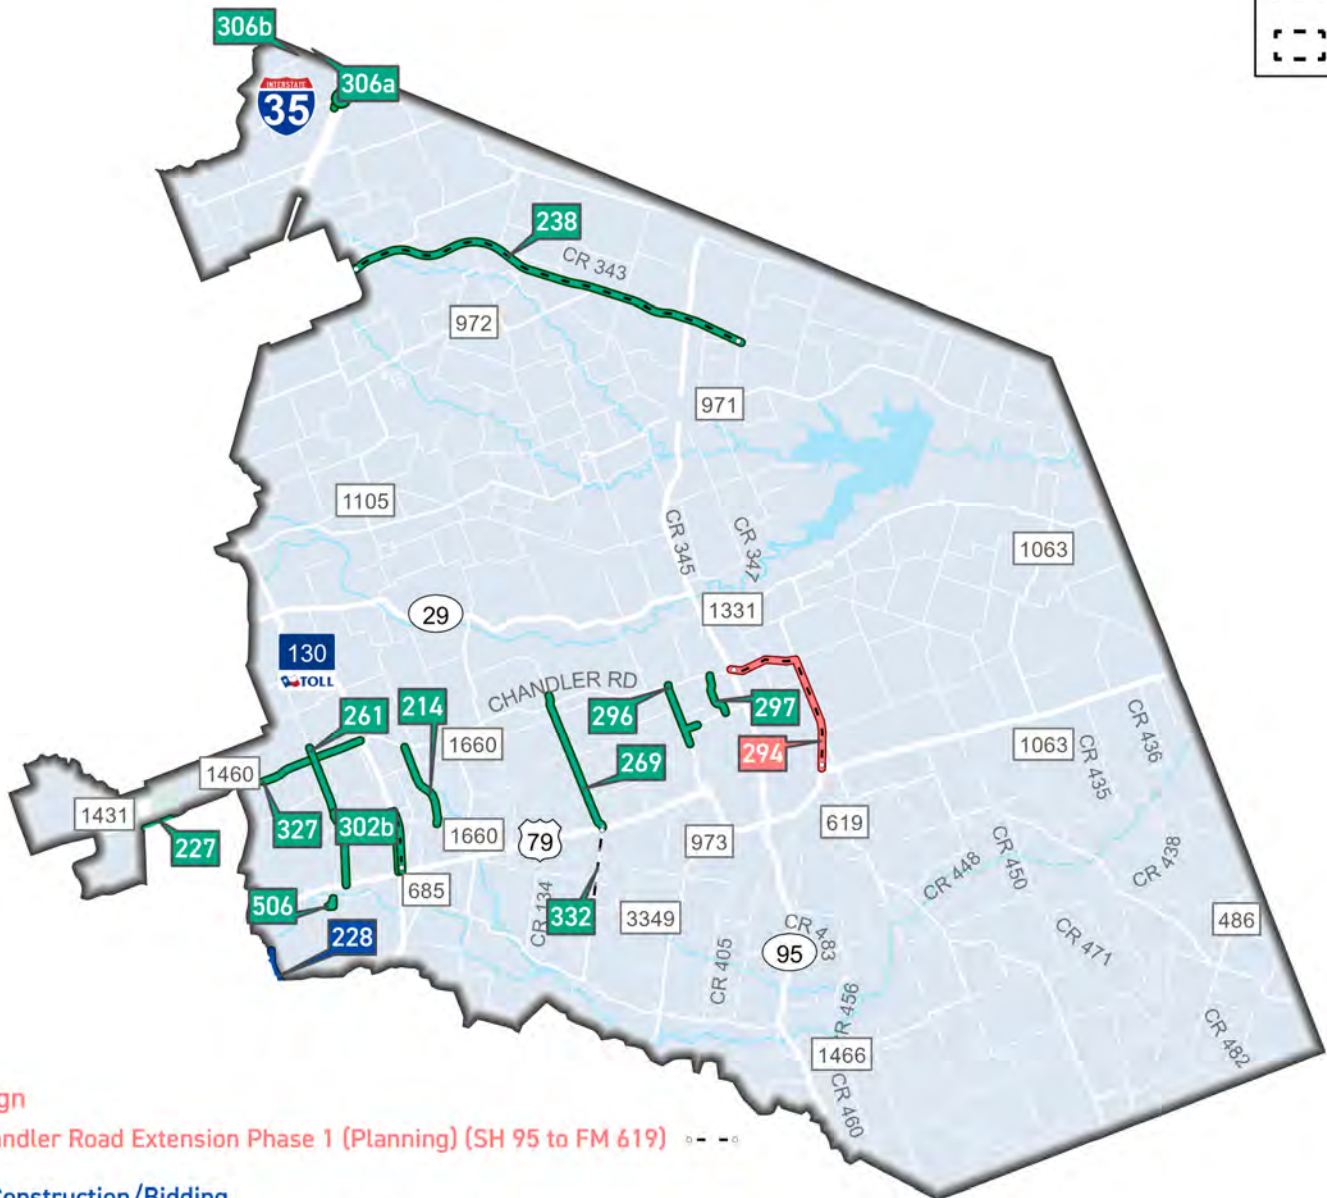 306b
306a
INTERSTATE
35
238
CR 343
972
971
1105
CR 345
CR 347
1063
1331
29
130
TOLL
CHANDLER RD
261
214
296
297
1660
269
294
1063
CR 436
CR 435
1460
1431
327
302b
227
1660
79
973
619
685
CR 448
CR 450
CR 438
506
CR 134
332
3349
CR 483
486
228
CR 405
95
CR 471
CR 456
CR 482
1466
CR 460
gn
ndler Road Extension Phase 1 (Planning) (SH 95 to FM 619)
Construction/Bidding